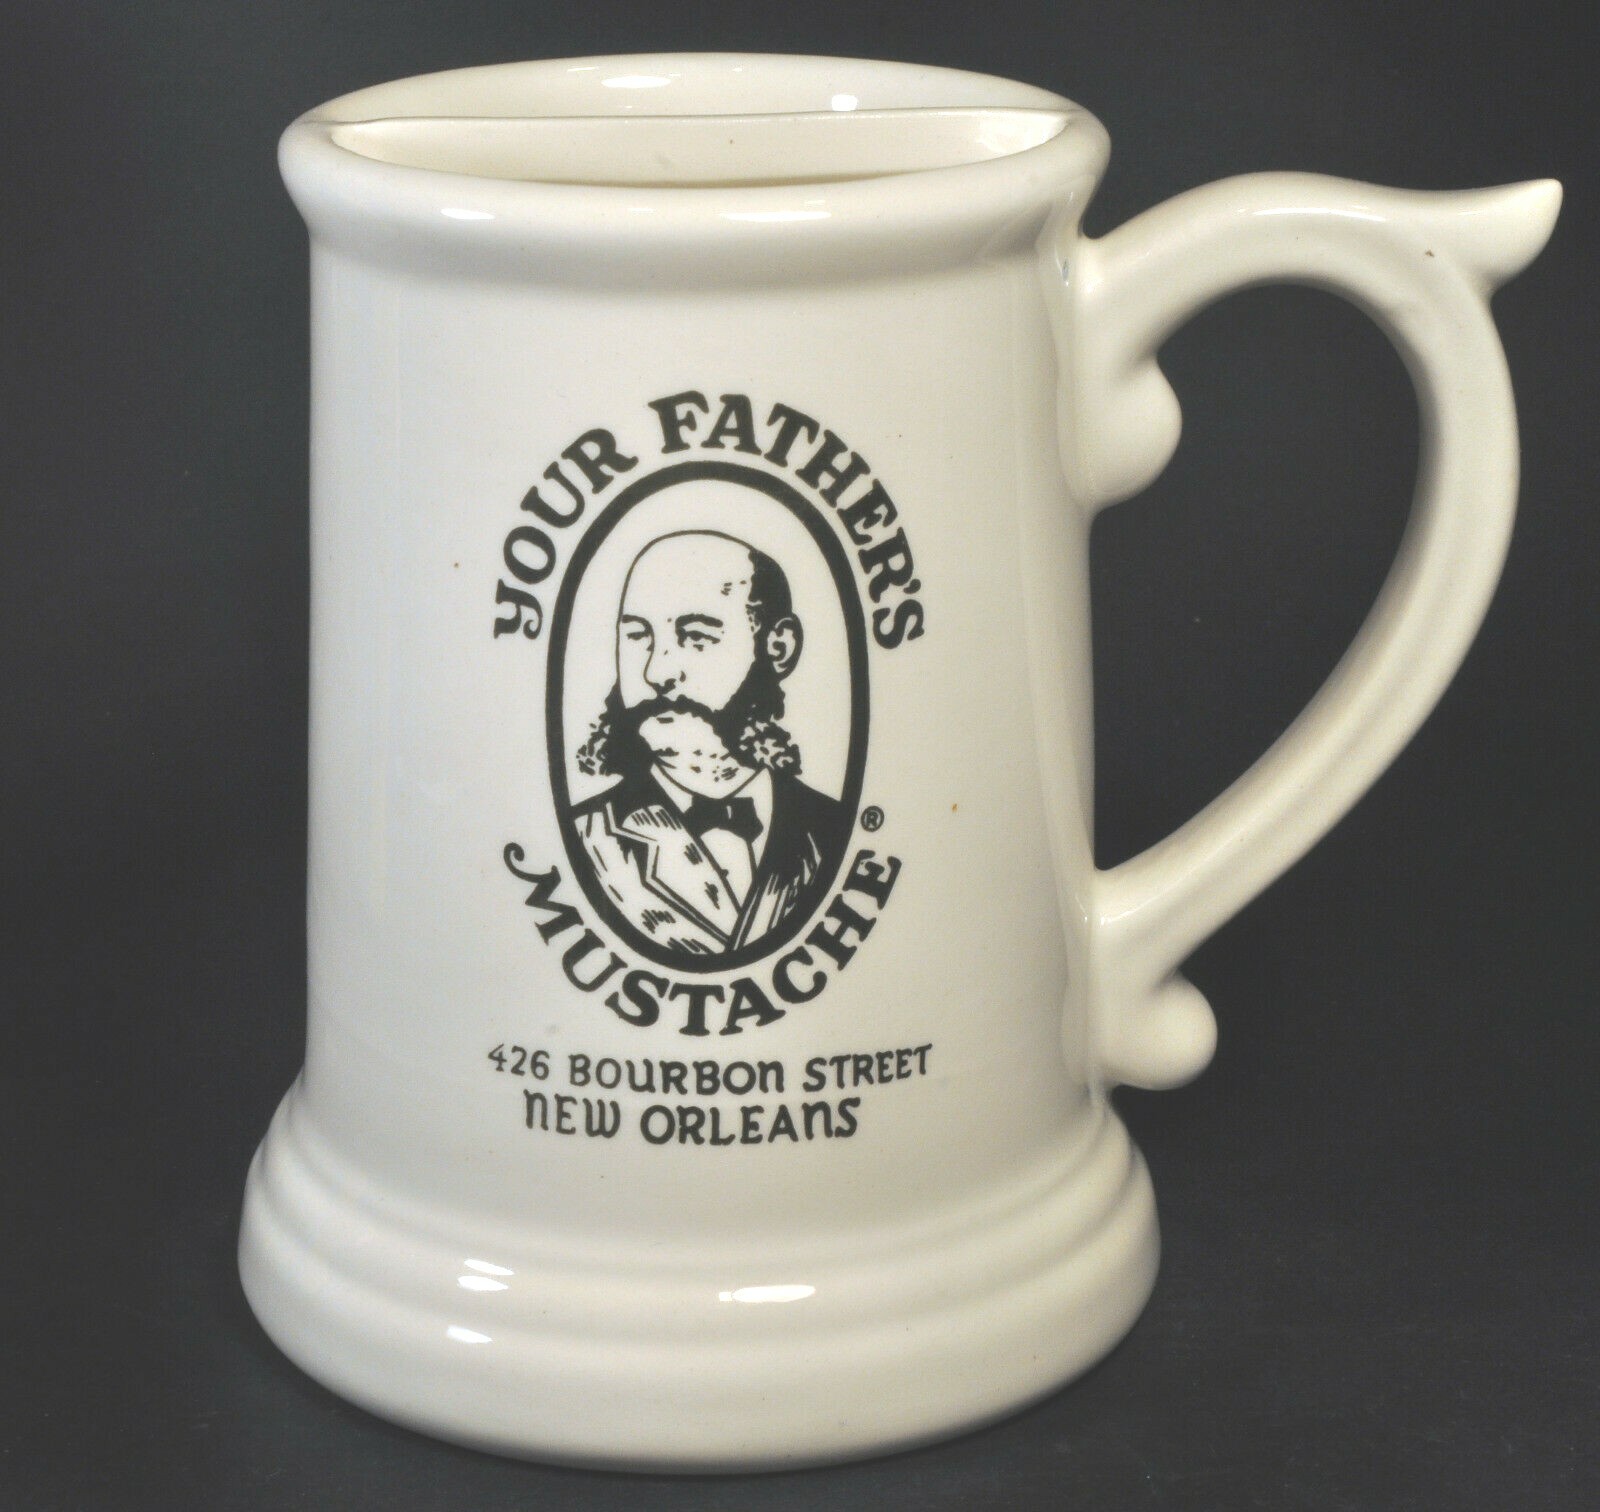 YOUR FATHER'S
MUSTACHE ®
426 BOURBON STREET
NEW ORLEANS